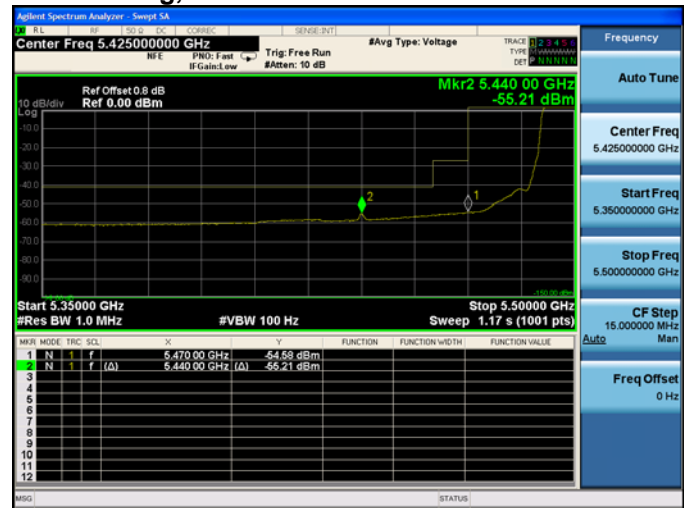 Agilent Spectrum Analyzer - Swept SA
RL RF 50 Ω DC CORREC SENSE:INT
Center Freq 5.425000000 GHz
NFE PNO: Fast IFGain:Low
Trig: Free Run
#Atten: 10 dB
#Avg Type: Voltage
TRACE 1 2 3 4 5 6
TYPE
DET P N N N N N
Mkr2 5.440 00 GHz
-55.21 dBm
Ref Offset 0.8 dB
10 dB/div Ref 0.00 dBm
Log
-10.0
-20.0
-30.0
-40.0
-50.0
-60.0
-70.0
-80.0
-90.0
2
1
-150.00 dBm
Start 5.35000 GHz Stop 5.50000 GHz
#Res BW 1.0 MHz #VBW 100 Hz Sweep 1.17 s (1001 pts)
MKR MODE TRC SCL X Y FUNCTION FUNCTION WIDTH FUNCTION VALUE
1 N 1 f 5.470 00 GHz -54.58 dBm
2 N 1 f (Δ) 5.440 00 GHz (Δ) -55.21 dBm
3
4
5
6
7
8
9
10
11
12
MSG STATUS
Frequency
Auto Tune
Center Freq
5.425000000 GHz
Start Freq
5.350000000 GHz
Stop Freq
5.500000000 GHz
CF Step
15.000000 MHz
Auto Man
Freq Offset
0 Hz